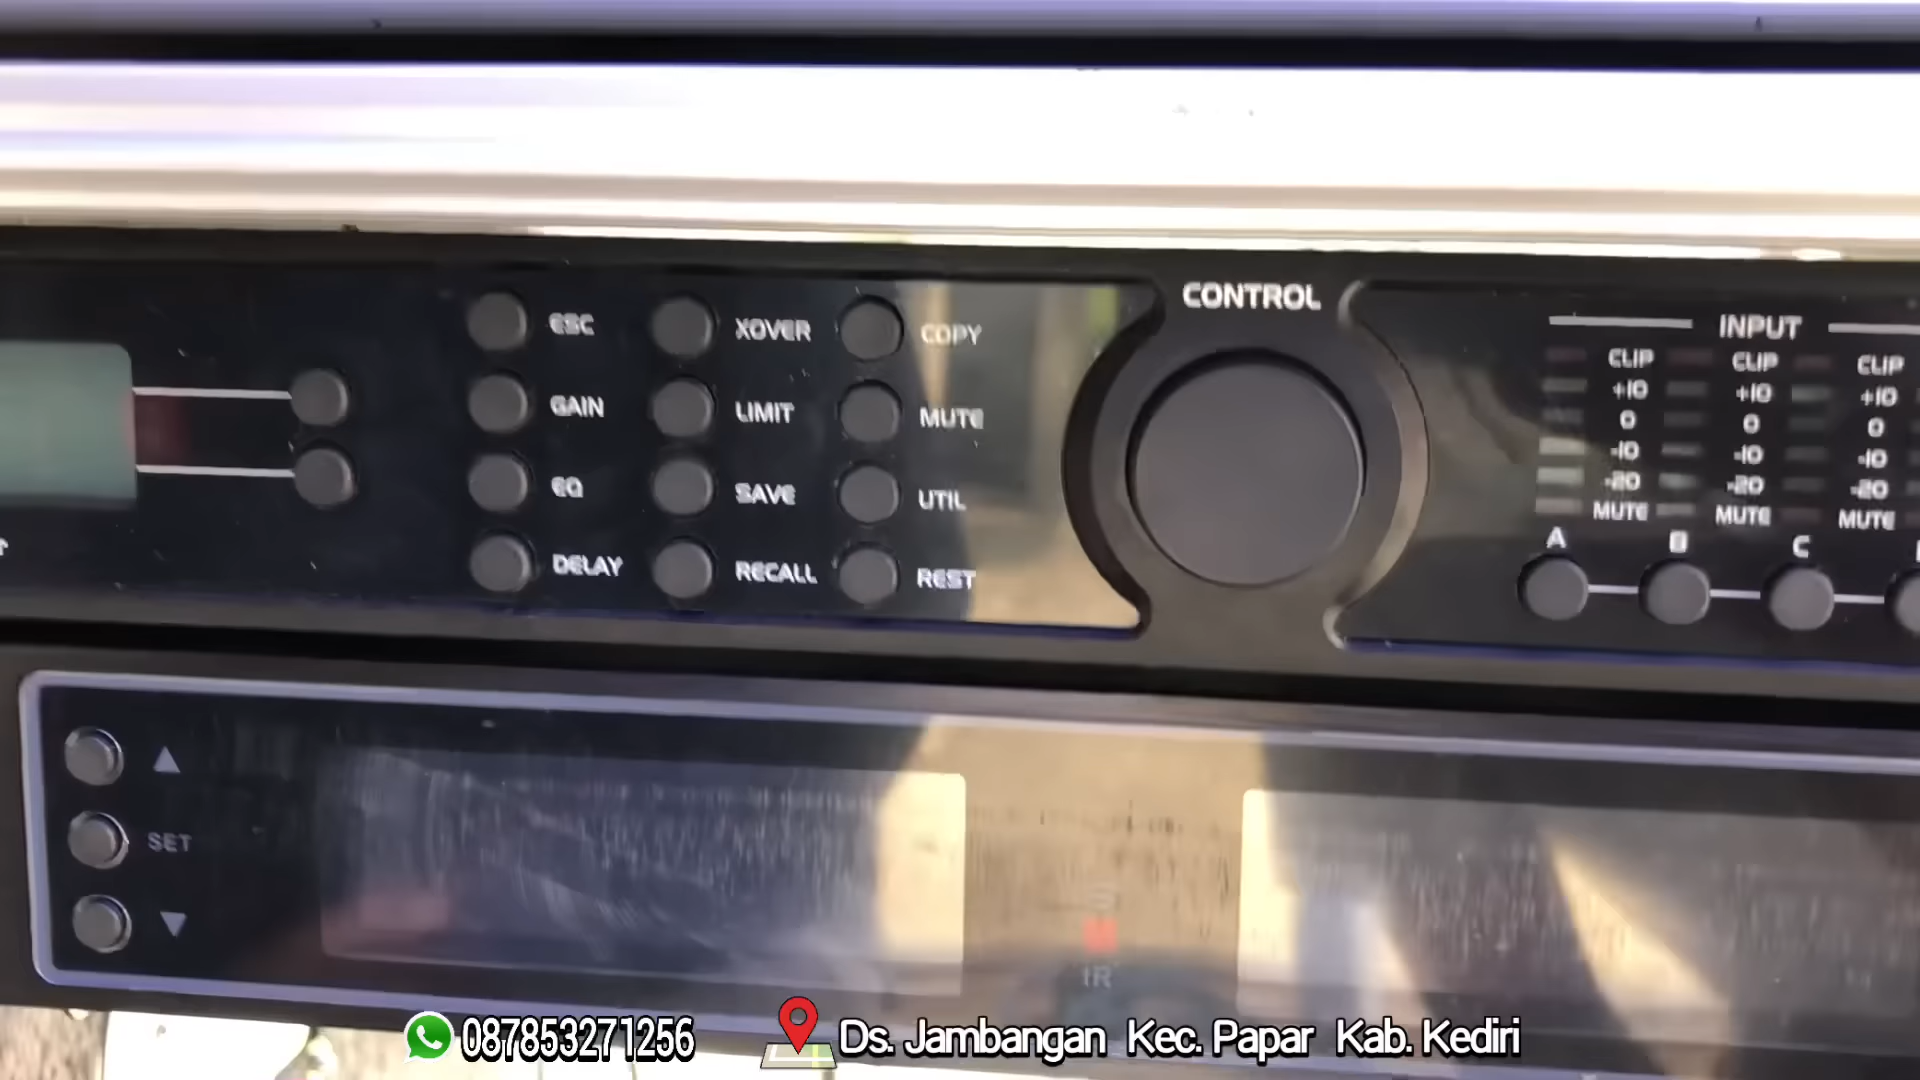 CONTROL
ESC
XOVER
COPY
GAIN
LIMIT
MUTE
EQ
SAVE
UTIL
DELAY
RECALL
REST
INPUT
CLIP CLIP CLIP
+10 +10 +10
0 0 0
-10 -10 -10
-20 -20 -20
MUTE MUTE MUTE
A B C
SET
IR
087853271256
Ds. Jambangan Kec. Papar Kab. Kediri